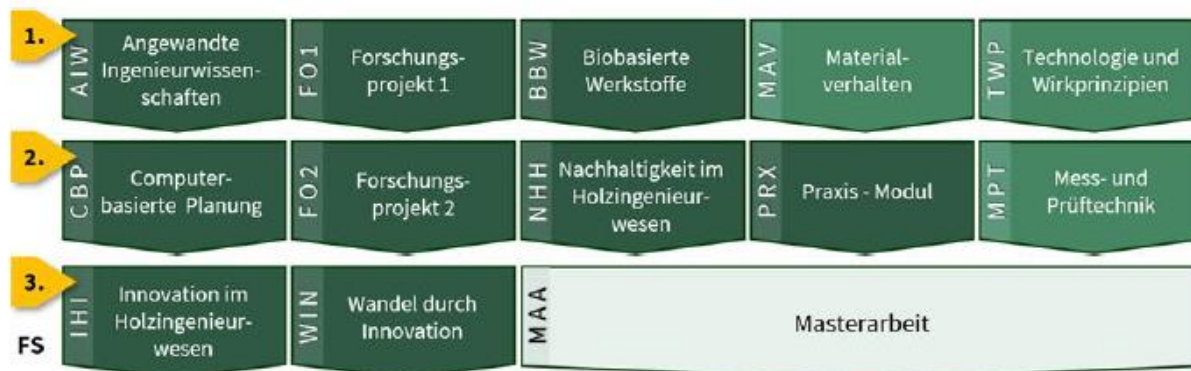 1.
AIW
Angewandte
Ingenieurwissen-
schaften
FO1
Forschungs-
projekt 1
BBW
Biobasierte
Werkstoffe
MAV
Material-
verhalten
TWP
Technologie und
Wirkprinzipien
2.
CBP
Computer-
basierte Planung
FO2
Forschungs-
projekt 2
NHH
Nachhaltigkeit im
Holzingenieur-
wesen
PRX
Praxis - Modul
MPT
Mess- und
Prüftechnik
3.
FS
IHI
Innovation im
Holzingenieur-
wesen
WIN
Wandel durch
Innovation
MAA
Masterarbeit